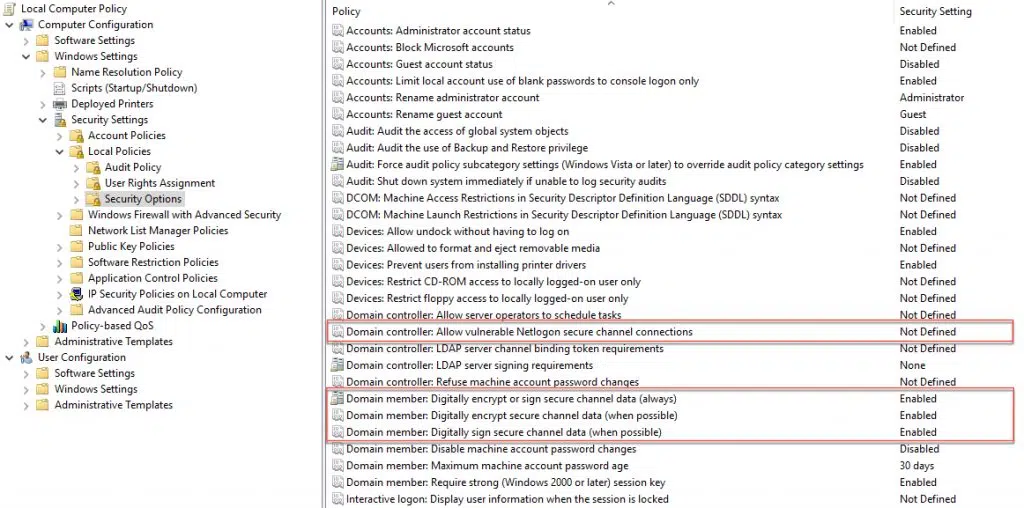 Local Computer Policy
Computer Configuration
Software Settings
Windows Settings
Name Resolution Policy
Scripts (Startup/Shutdown)
Deployed Printers
Security Settings
Account Policies
Local Policies
Audit Policy
User Rights Assignment
Security Options
Windows Firewall with Advanced Security
Network List Manager Policies
Public Key Policies
Software Restriction Policies
Application Control Policies
IP Security Policies on Local Computer
Advanced Audit Policy Configuration
Policy-based QoS
Administrative Templates
User Configuration
Software Settings
Windows Settings
Administrative Templates
Policy Security Setting
Accounts: Administrator account status Enabled
Accounts: Block Microsoft accounts Not Defined
Accounts: Guest account status Disabled
Accounts: Limit local account use of blank passwords to console logon only Enabled
Accounts: Rename administrator account Administrator
Accounts: Rename guest account Guest
Audit: Audit the access of global system objects Disabled
Audit: Audit the use of Backup and Restore privilege Disabled
Audit: Force audit policy subcategory settings (Windows Vista or later) to override audit policy category settings Enabled
Audit: Shut down system immediately if unable to log security audits Disabled
DCOM: Machine Access Restrictions in Security Descriptor Definition Language (SDDL) syntax Not Defined
DCOM: Machine Launch Restrictions in Security Descriptor Definition Language (SDDL) syntax Not Defined
Devices: Allow undock without having to log on Enabled
Devices: Allowed to format and eject removable media Not Defined
Devices: Prevent users from installing printer drivers Enabled
Devices: Restrict CD-ROM access to locally logged-on user only Not Defined
Devices: Restrict floppy access to locally logged-on user only Not Defined
Domain controller: Allow server operators to schedule tasks Not Defined
Domain controller: Allow vulnerable Netlogon secure channel connections Not Defined
Domain controller: LDAP server channel binding token requirements Not Defined
Domain controller: LDAP server signing requirements None
Domain controller: Refuse machine account password changes Not Defined
Domain member: Digitally encrypt or sign secure channel data (always) Enabled
Domain member: Digitally encrypt secure channel data (when possible) Enabled
Domain member: Digitally sign secure channel data (when possible) Enabled
Domain member: Disable machine account password changes Disabled
Domain member: Maximum machine account password age 30 days
Domain member: Require strong (Windows 2000 or later) session key Enabled
Interactive logon: Display user information when the session is locked Not Defined